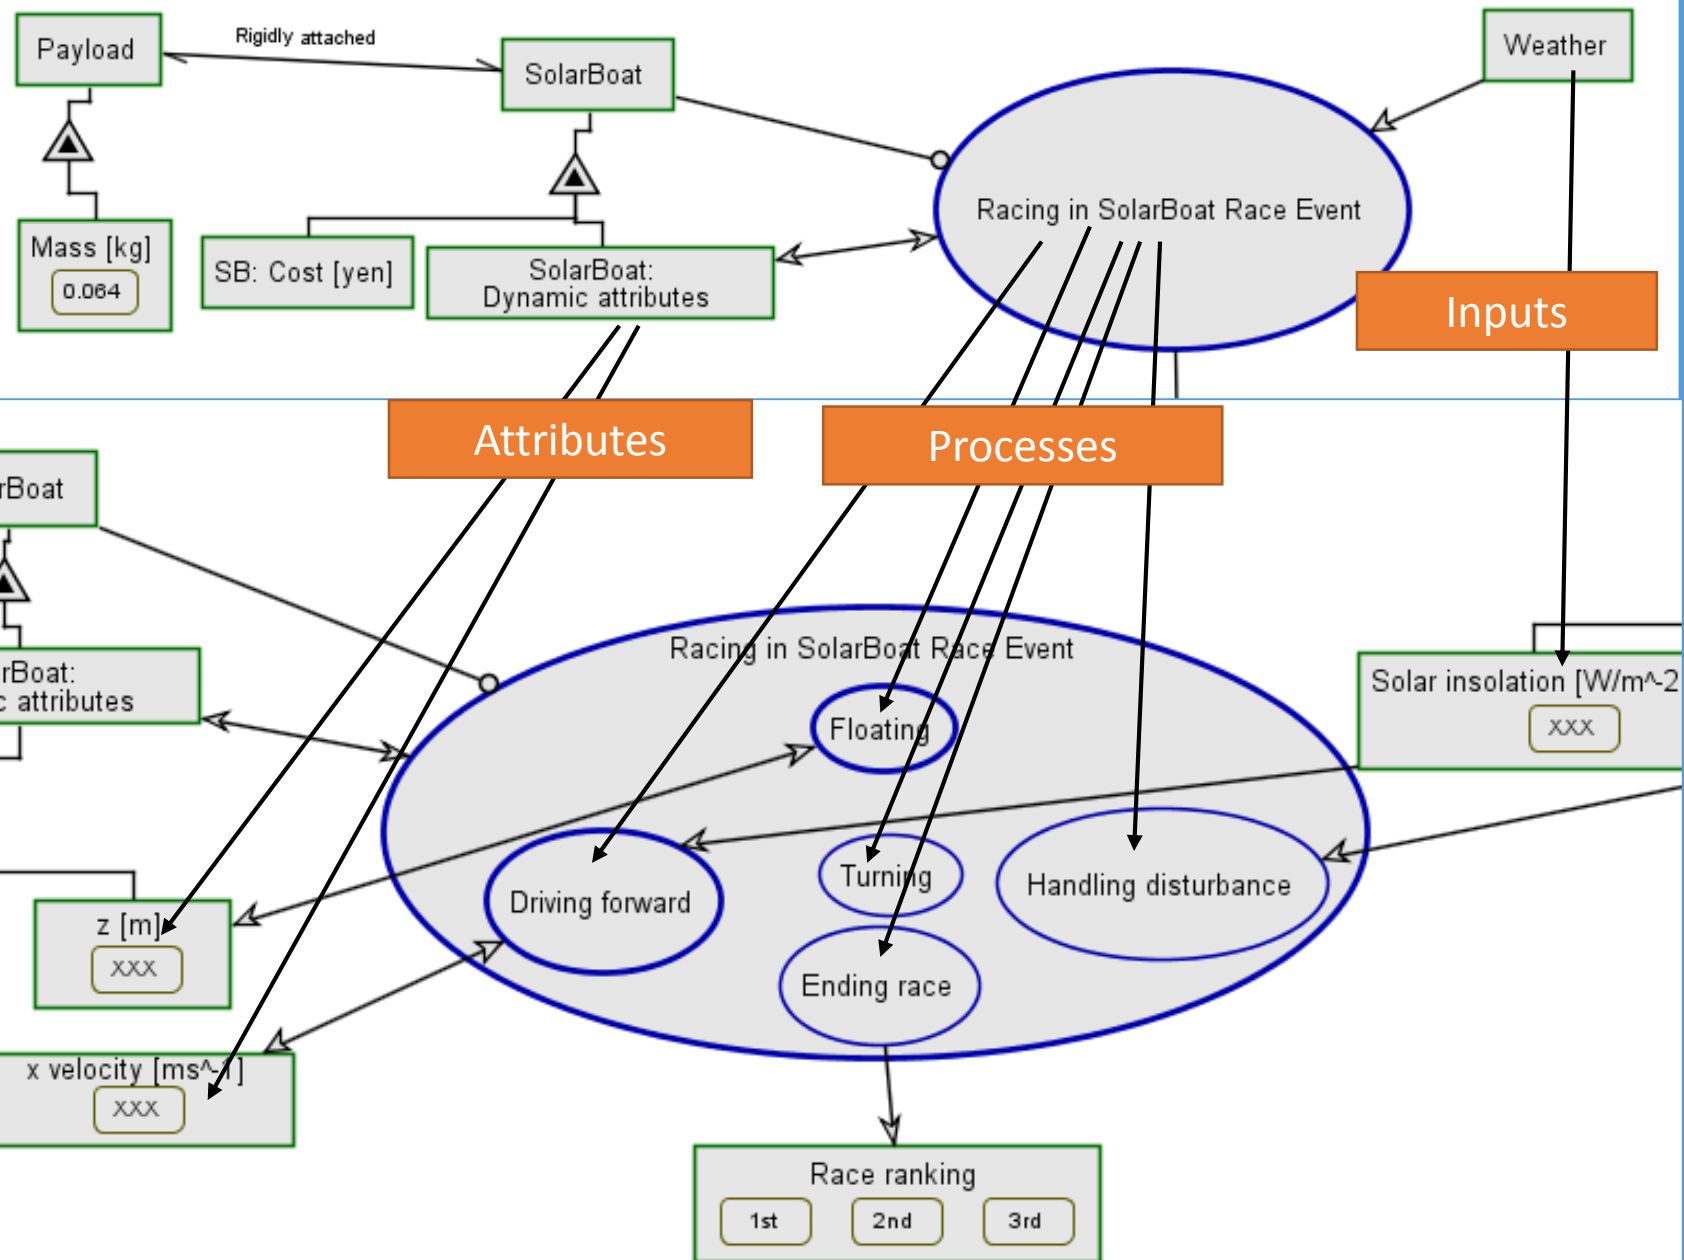 Payload
Rigidly attached
SolarBoat
Weather
Racing in SolarBoat Race Event
Mass [kg]
0.064
SB: Cost [yen]
SolarBoat:
Dynamic attributes
Inputs
Attributes
Processes
rBoat
Racing in SolarBoat Race Event
rBoat:
c attributes
Solar insolation [W/m^-2
XXX
Floating
Driving forward
Turning
Handling disturbance
z [m]
XXX
Ending race
x velocity [ms^-1]
XXX
Race ranking
1st 2nd 3rd